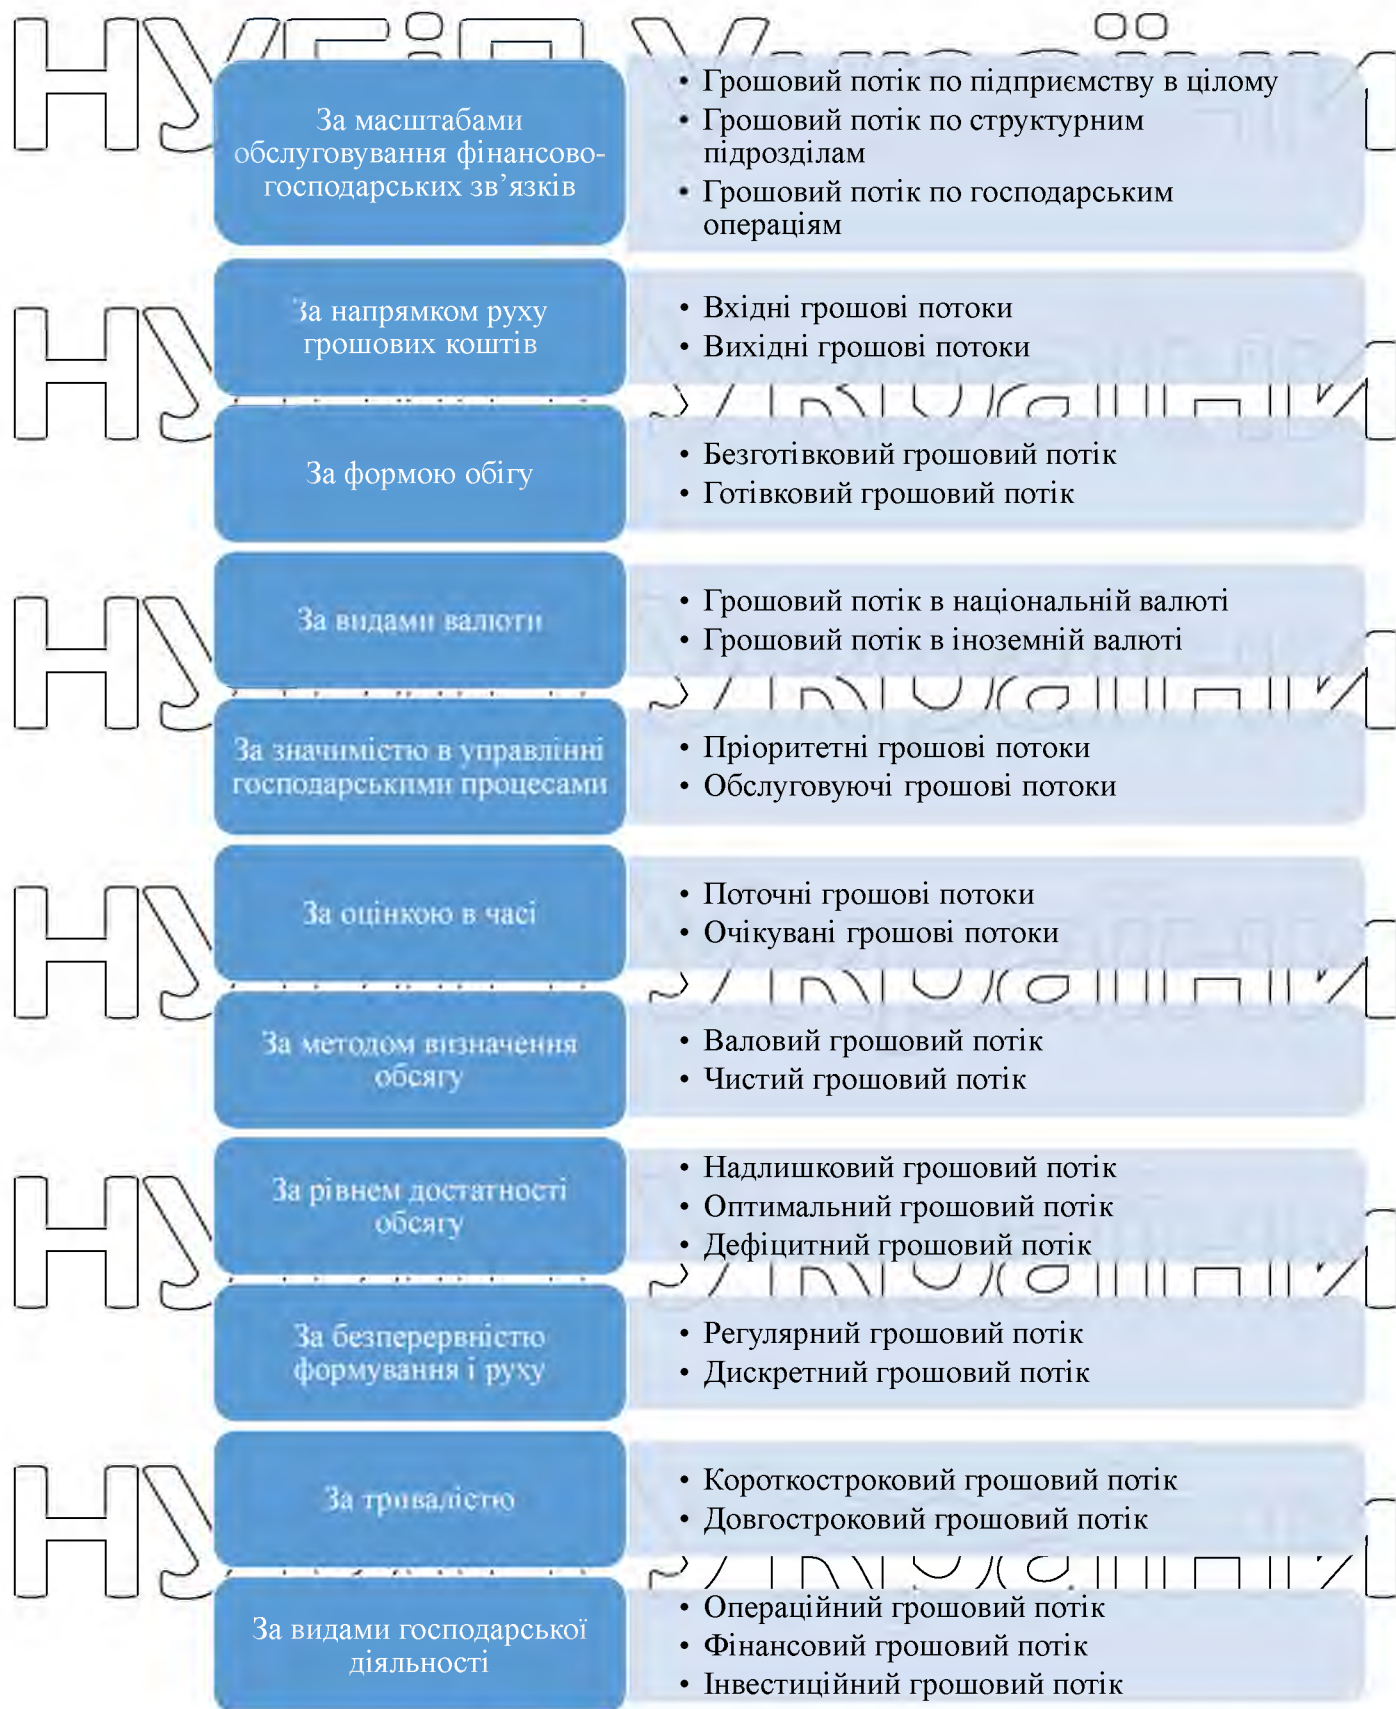 НУБіП України
За масштабами
обслуговування фінансово-
господарських зв’язків
• Грошовий потік по підприємству в цілому
• Грошовий потік по структурним
підрозділам
• Грошовий потік по господарським
операціям
За напрямком руху
грошових коштів
• Вхідні грошові потоки
• Вихідні грошові потоки
За формою обігу
• Безготівковий грошовий потік
• Готівковий грошовий потік
За видами валюти
• Грошовий потік в національній валюті
• Грошовий потік в іноземній валюті
За значимістю в управлінні
господарськими процесами
• Пріоритетні грошові потоки
• Обслуговуючі грошові потоки
За оцінкою в часі
• Поточні грошові потоки
• Очікувані грошові потоки
За методом визначення
обсягу
• Валовий грошовий потік
• Чистий грошовий потік
За рівнем достатності
обсягу
• Надлишковий грошовий потік
• Оптимальний грошовий потік
• Дефіцитний грошовий потік
За безперервністю
формування і руху
• Регулярний грошовий потік
• Дискретний грошовий потік
За тривалістю
• Короткостроковий грошовий потік
• Довгостроковий грошовий потік
За видами господарської
діяльності
• Операційний грошовий потік
• Фінансовий грошовий потік
• Інвестиційний грошовий потік